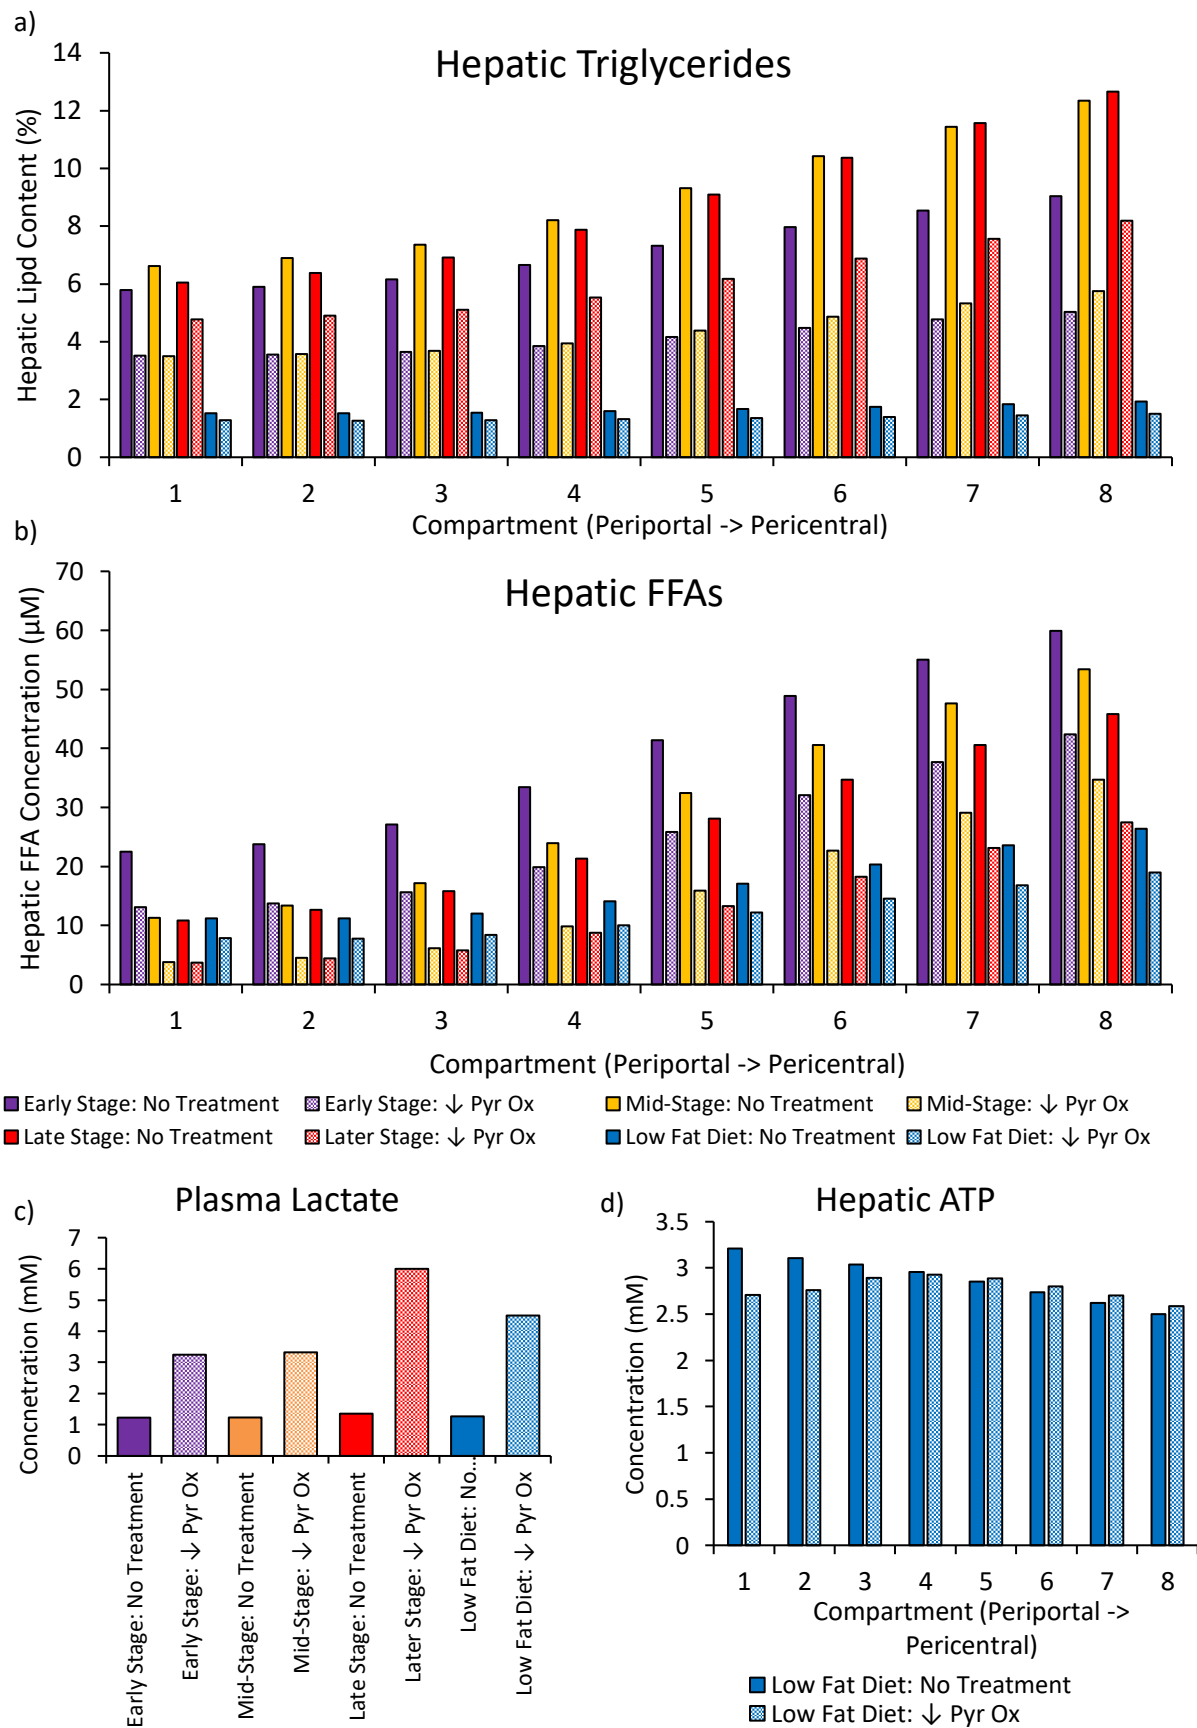 a)
Hepatic Triglycerides
Hepatic Lipd Content (%)
14
12
10
8
6
4
2
0
1 2 3 4 5 6 7 8
Compartment (Periportal -> Pericentral)
b)
Hepatic FFAs
Hepatic FFA Concentration (µM)
70
60
50
40
30
20
10
0
1 2 3 4 5 6 7 8
Compartment (Periportal -> Pericentral)
Early Stage: No Treatment Early Stage: ↓ Pyr Ox Mid-Stage: No Treatment Mid-Stage: ↓ Pyr Ox
Late Stage: No Treatment Later Stage: ↓ Pyr Ox Low Fat Diet: No Treatment Low Fat Diet: ↓ Pyr Ox
c)
Plasma Lactate
Concnetration (mM)
7
6
5
4
3
2
1
0
Early Stage: No Treatment
Early Stage: ↓ Pyr Ox
Mid-Stage: No Treatment
Mid-Stage: ↓ Pyr Ox
Late Stage: No Treatment
Later Stage: ↓ Pyr Ox
Low Fat Diet: No...
Low Fat Diet: ↓ Pyr Ox
d)
Hepatic ATP
Concentration (mM)
3.5
3
2.5
2
1.5
1
0.5
0
1 2 3 4 5 6 7 8
Compartment (Periportal ->
Pericentral)
Low Fat Diet: No Treatment
Low Fat Diet: ↓ Pyr Ox